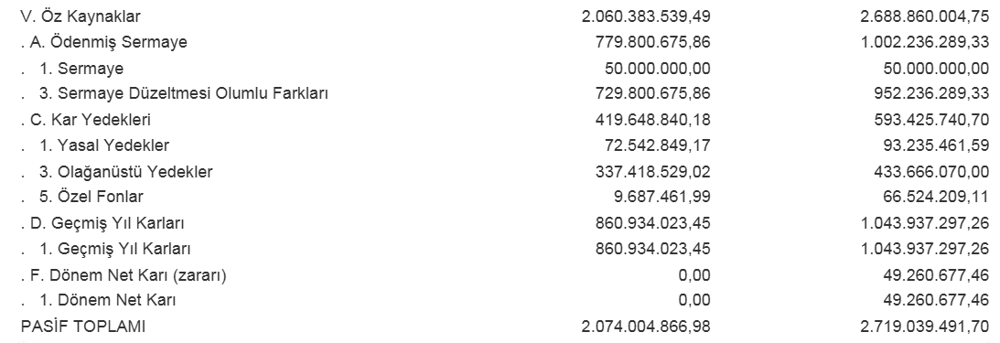 V. Öz Kaynaklar 2.060.383.539,49 2.688.860.004,75
. A. Ödenmiş Sermaye 779.800.675,86 1.002.236.289,33
. 1. Sermaye 50.000.000,00 50.000.000,00
. 3. Sermaye Düzeltmesi Olumlu Farkları 729.800.675,86 952.236.289,33
. C. Kar Yedekleri 419.648.840,18 593.425.740,70
. 1. Yasal Yedekler 72.542.849,17 93.235.461,59
. 3. Olağanüstü Yedekler 337.418.529,02 433.666.070,00
. 5. Özel Fonlar 9.687.461,99 66.524.209,11
. D. Geçmiş Yıl Karları 860.934.023,45 1.043.937.297,26
. 1. Geçmiş Yıl Karları 860.934.023,45 1.043.937.297,26
. F. Dönem Net Karı (zararı) 0,00 49.260.677,46
. 1. Dönem Net Karı 0,00 49.260.677,46
PASİF TOPLAMI 2.074.004.866,98 2.719.039.491,70